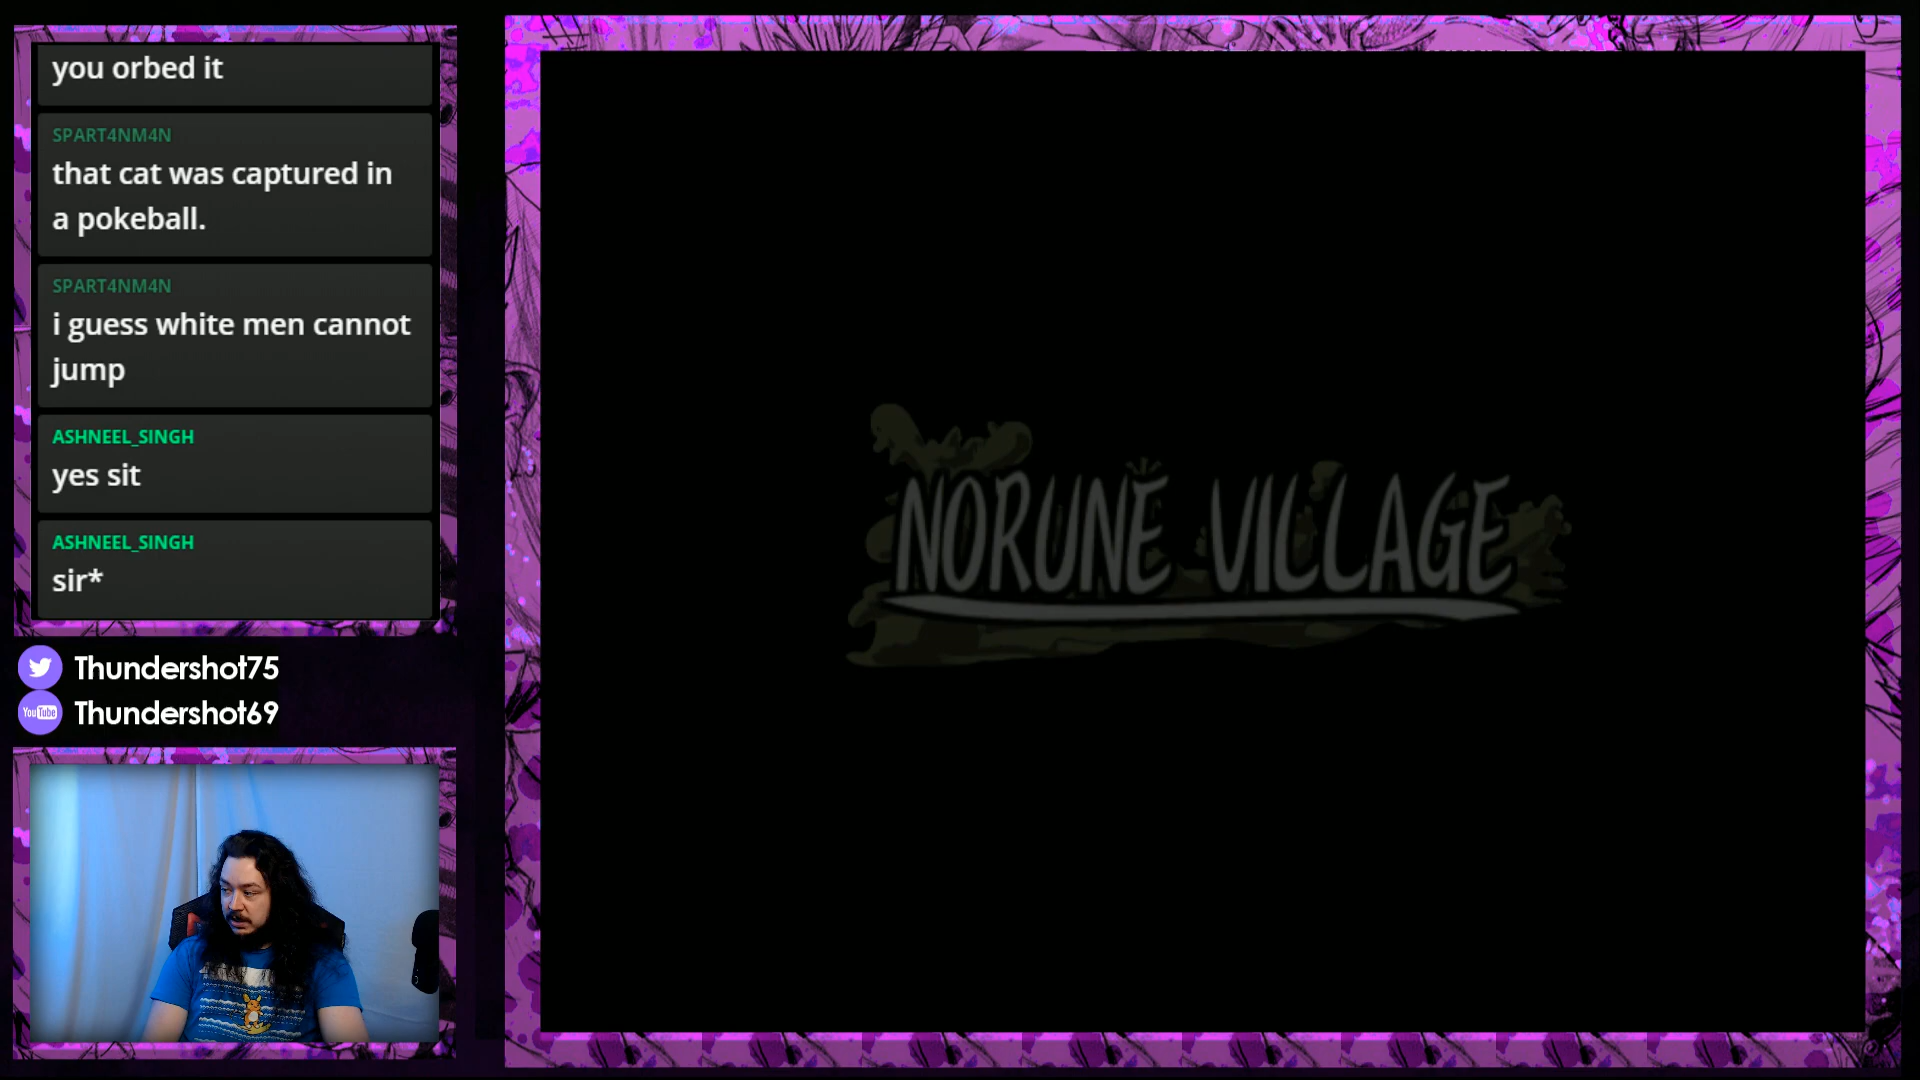 you orbed it
SPART4NM4N
that cat was captured in
a pokeball.
SPART4NM4N
i guess white men cannot
jump
ASHNEEL_SINGH
yes sit
ASHNEEL_SINGH
sir*
Thundershot75
YouTube Thundershot69
NORUNE VILLAGE